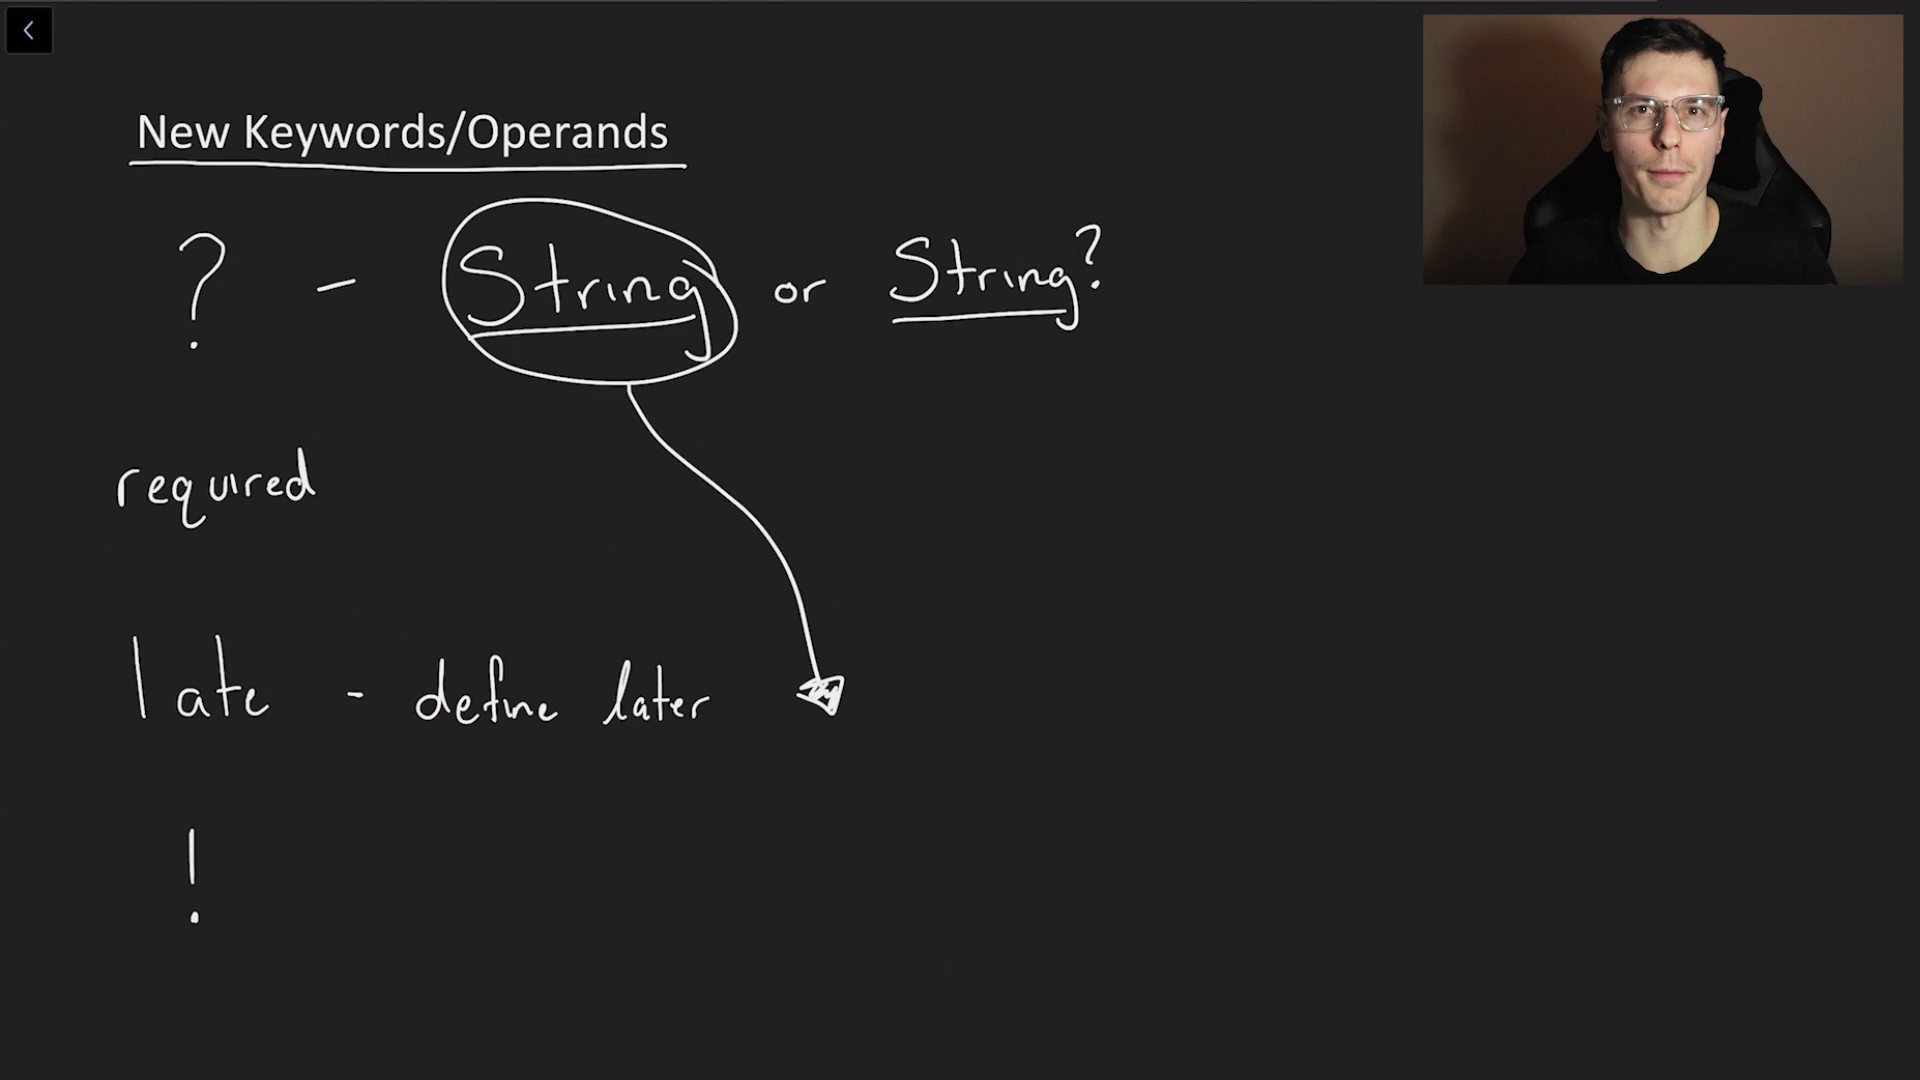 New Keywords/Operands
? - String or String?
required
late - define later
!